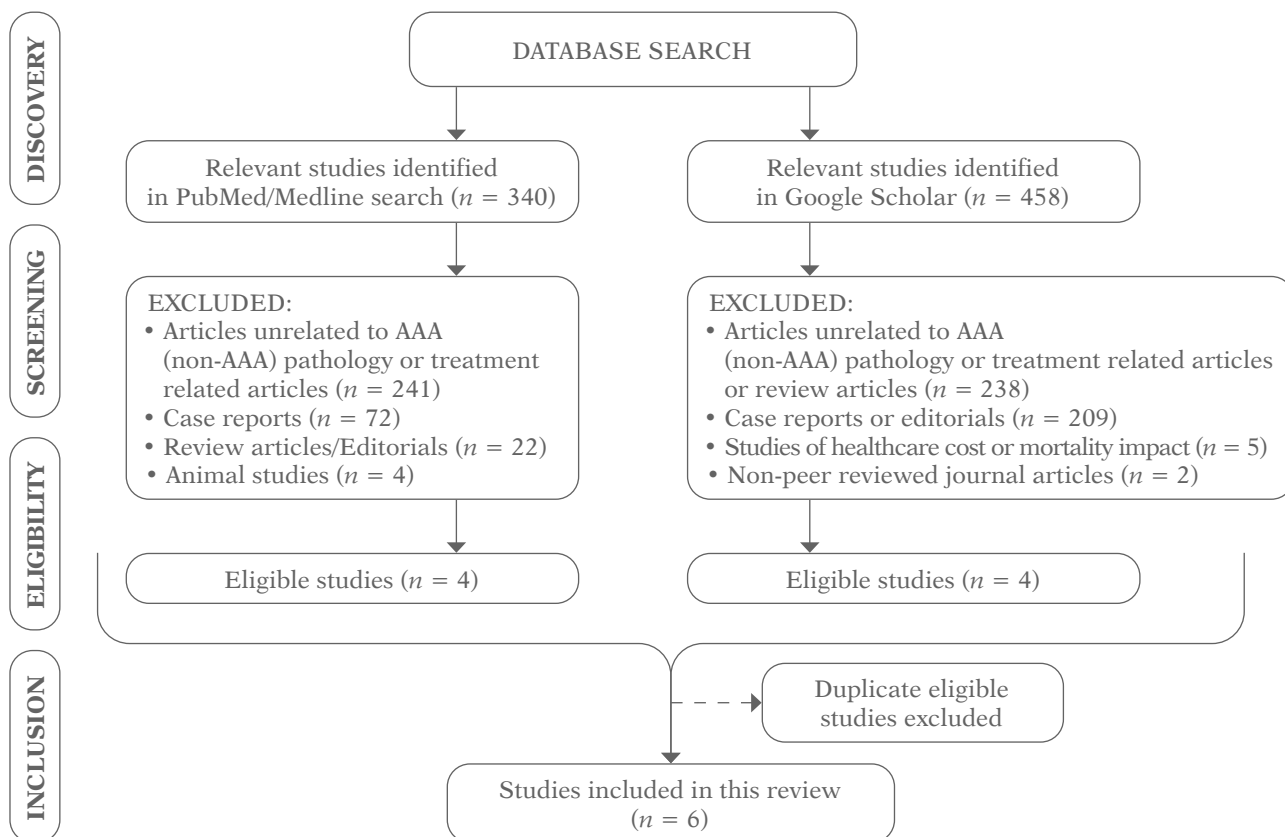 DISCOVERY
DATABASE SEARCH
Relevant studies identified
in PubMed/Medline search (n = 340)
Relevant studies identified
in Google Scholar (n = 458)
SCREENING
EXCLUDED:
• Articles unrelated to AAA
(non-AAA) pathology or treatment
related articles (n = 241)
• Case reports (n = 72)
• Review articles/Editorials (n = 22)
• Animal studies (n = 4)
EXCLUDED:
• Articles unrelated to AAA
(non-AAA) pathology or treatment related articles
or review articles (n = 238)
• Case reports or editorials (n = 209)
• Studies of healthcare cost or mortality impact (n = 5)
• Non-peer reviewed journal articles (n = 2)
ELIGIBILITY
Eligible studies (n = 4)
Eligible studies (n = 4)
INCLUSION
Duplicate eligible
studies excluded
Studies included in this review
(n = 6)